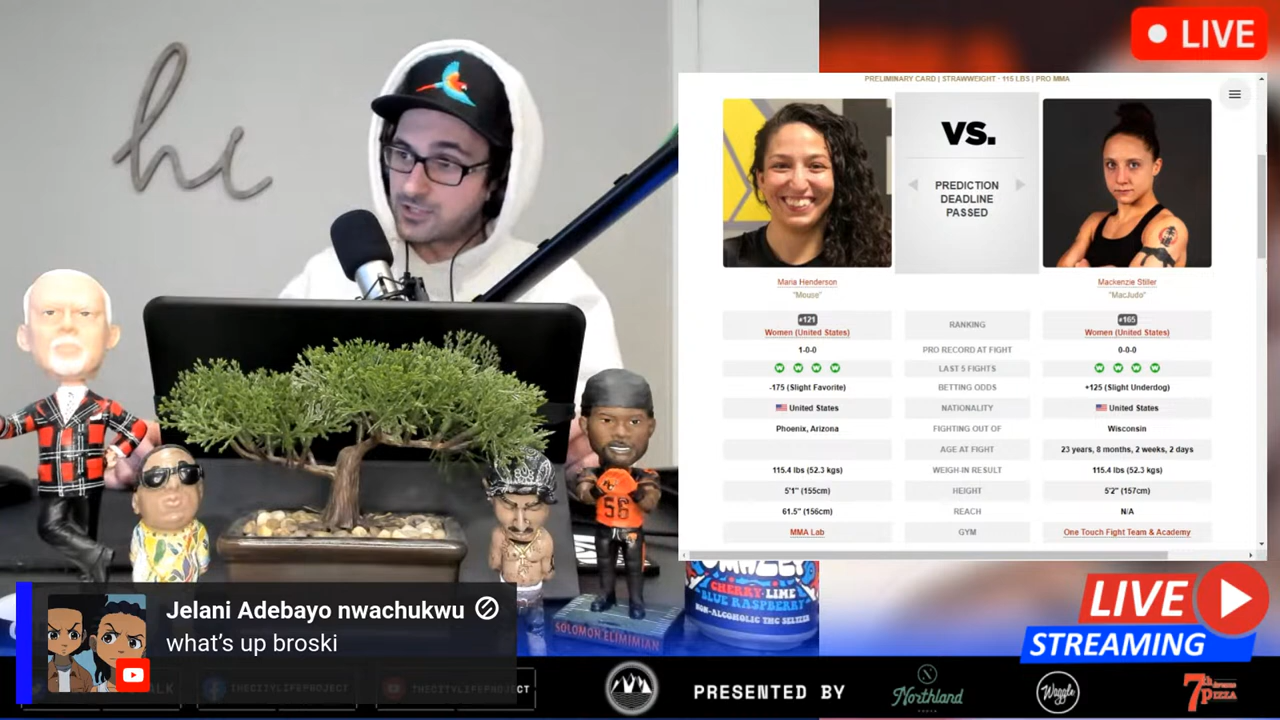 hi
LIVE
PRELIMINARY CARD | STRAWWEIGHT · 115 LBS | PRO MMA
VS.
PREDICTION
DEADLINE
PASSED
Maria Henderson
"Mouse"
Mackenzie Stiller
"MacJudo"
#121
Women (United States)
RANKING
#165
Women (United States)
1-0-0 PRO RECORD AT FIGHT 0-0-0
W W W W LAST 5 FIGHTS W W W W
-175 (Slight Favorite) BETTING ODDS +125 (Slight Underdog)
United States NATIONALITY United States
Phoenix, Arizona FIGHTING OUT OF Wisconsin
AGE AT FIGHT 23 years, 8 months, 2 weeks, 2 days
115.4 lbs (52.3 kgs) WEIGH-IN RESULT 115.4 lbs (52.3 kgs)
5'1" (155cm) HEIGHT 5'2" (157cm)
61.5" (156cm) REACH N/A
MMA Lab GYM One Touch Fight Team & Academy
56
SOLOMON ELIMIMIAN
CHERRY·LIME
BLUE RASPBERRY
NON-ALCOHOLIC THC SELTZER
Jelani Adebayo nwachukwu
what's up broski
LIVE
STREAMING
THECITYLIFEPROJECT
THECITYLIFEPROJECT
PRESENTED BY
Northland
Waggle
7th
PIZZA